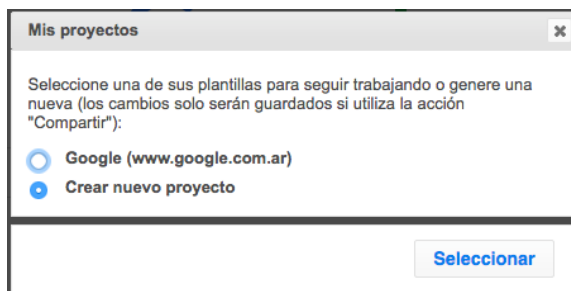 Mis proyectos
Seleccione una de sus plantillas para seguir trabajando o genere una
nueva (los cambios solo serán guardados si utiliza la acción
"Compartir"):
Google (www.google.com.ar)
Crear nuevo proyecto
Seleccionar